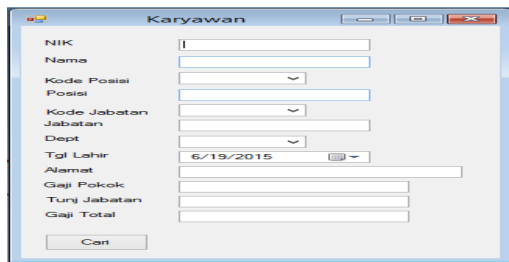 Karyawan
NIK
Nama
Kode Posisi
Posisi
Kode Jabatan
Jabatan
Dept
Tgl Lahir 6/19/2015
Alamat
Gaji Pokok
Tunj Jabatan
Gaji Total
Cari